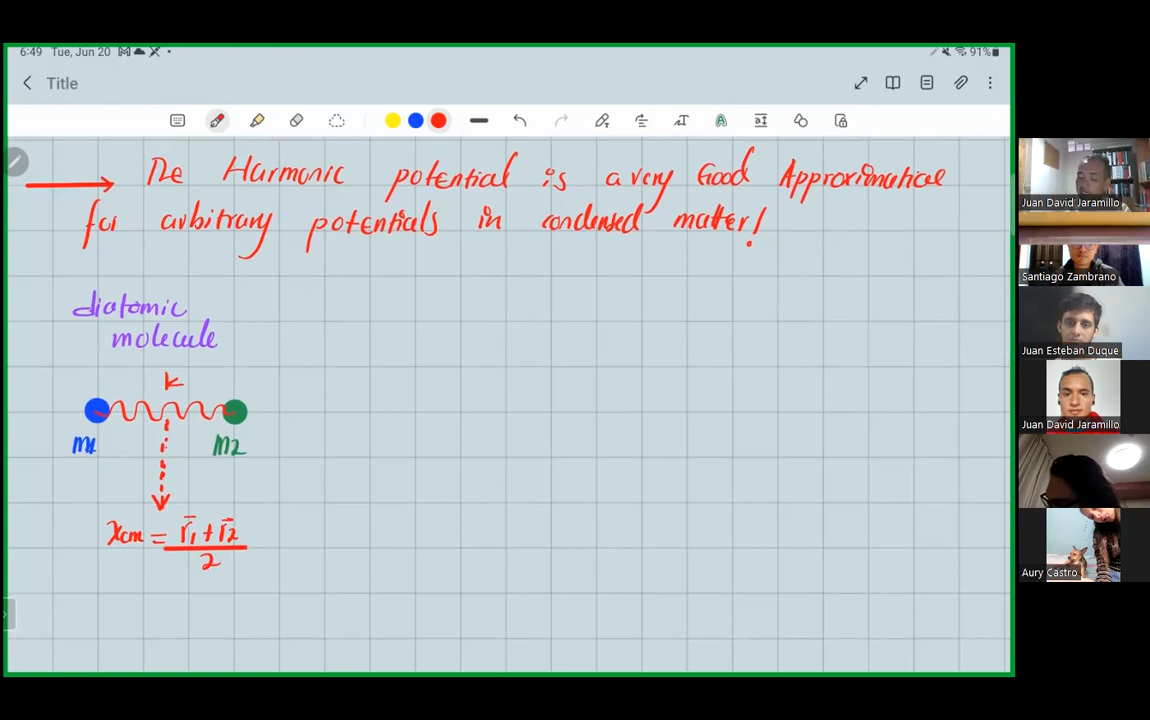 6:49 Tue, Jun 20
91%
Title
The Harmonic potential is a very Good Approximation
for arbitrary potentials in condensed matter!
diatomic
molecule
k
m1 m2
xcm = r̄1 + r̄2
2
Juan David Jaramillo
Santiago Zambrano
Juan Esteban Duque
Juan David Jaramillo
Aury Castro